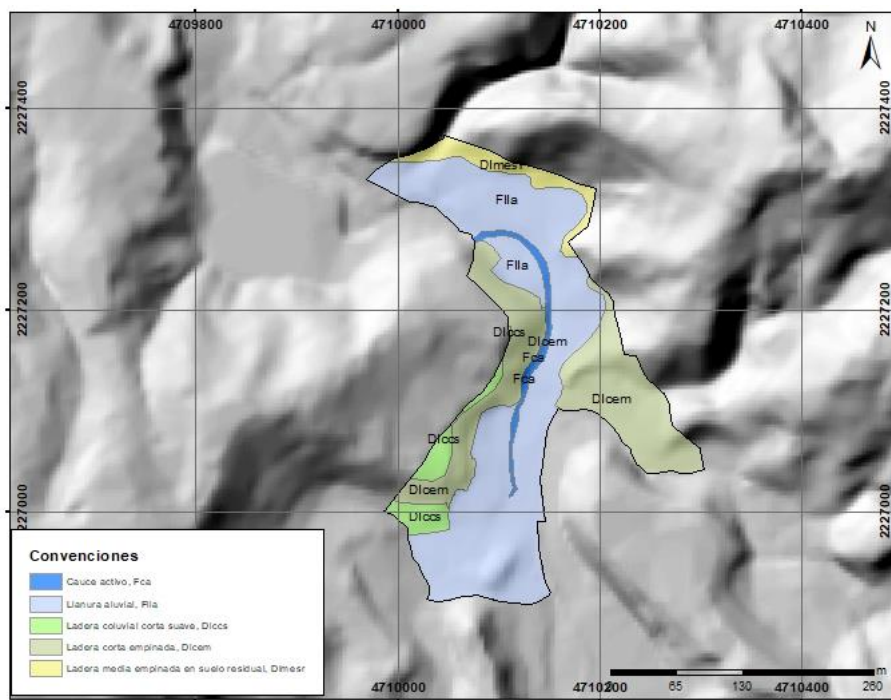 4709800 4710000 4710200 4710400
N
2227400 2227400
Dlmesr
Flla
Flla
2227200 2227200
Dlccs
Dlcem
Fca
Fca
Dlcem
Dlccs
Dlcem
2227000 2227000
Dlccs
Convenciones
Cauce activo, Fca
Llanura aluvial, Flla
Ladera coluvial corta suave, Dlccs
Ladera corta empinada, Dlcem
Ladera media empinada en suelo residual, Dlmesr
m
0 65 130 260
4710000 4710200 4710400